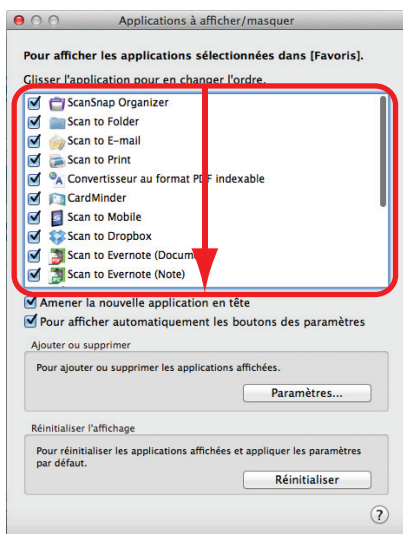 Applications à afficher/masquer
Pour afficher les applications sélectionnées dans [Favoris].
Glisser l'application pour en changer l'ordre.
ScanSnap Organizer
Scan to Folder
Scan to E-mail
Scan to Print
Convertisseur au format PDF indexable
CardMinder
Scan to Mobile
Scan to Dropbox
Scan to Evernote (Docum
Scan to Evernote (Note)
Amener la nouvelle application en tête
Pour afficher automatiquement les boutons des paramètres
Ajouter ou supprimer
Pour ajouter ou supprimer les applications affichées.
Paramètres...
Réinitialiser l'affichage
Pour réinitialiser les applications affichées et appliquer les paramètres
par défaut.
Réinitialiser
?